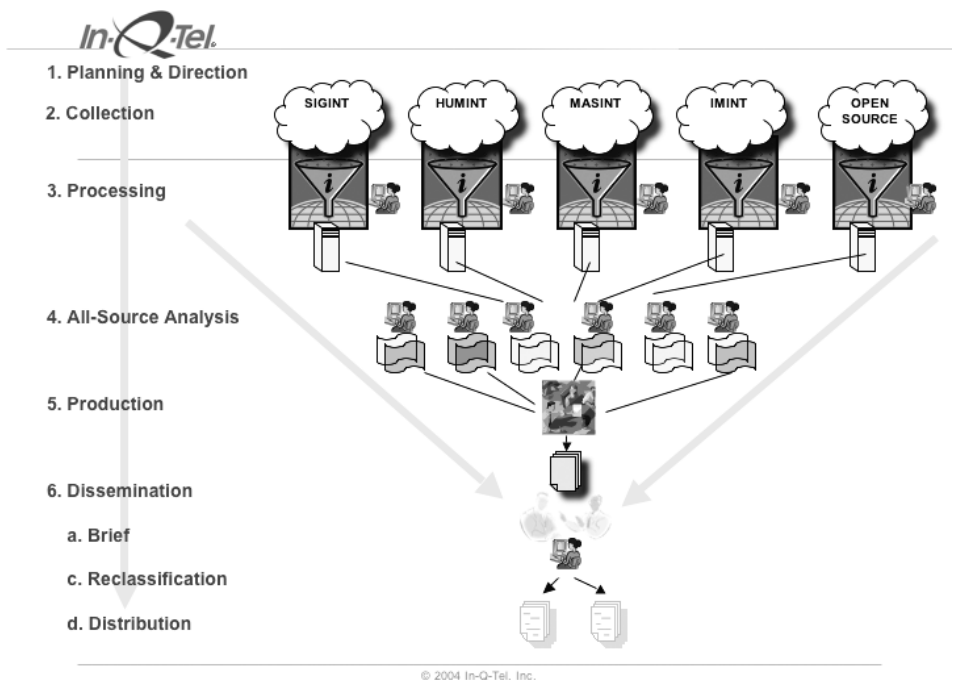 In-Q-Tel.
1. Planning & Direction
2. Collection
SIGINT
HUMINT
MASINT
IMINT
OPEN
SOURCE
3. Processing
i
i
i
i
i
4. All-Source Analysis
5. Production
6. Dissemination
a. Brief
c. Reclassification
d. Distribution
© 2004 In-Q-Tel, Inc.